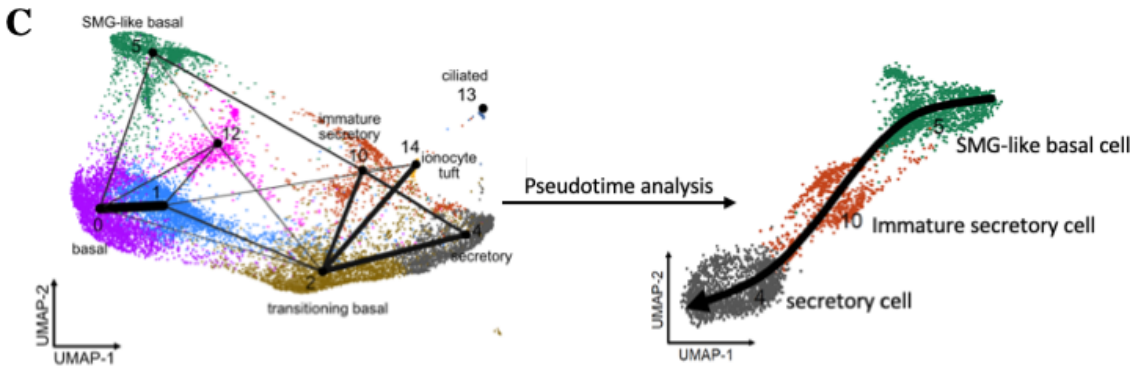 C
SMG-like basal
5
ciliated
13
12
immature
secretory
10
14
ionocyte
tuft
1
0
basal
4
secretory
2
transitioning basal
UMAP-2
UMAP-1
Pseudotime analysis
5
SMG-like basal cell
10
Immature secretory cell
4
secretory cell
UMAP-2
UMAP-1